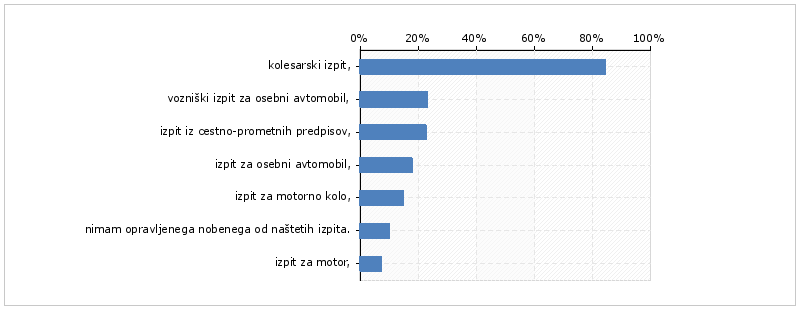 0% 20% 40% 60% 80% 100%
kolesarski izpit,
vozniški izpit za osebni avtomobil,
izpit iz cestno-prometnih predpisov,
izpit za osebni avtomobil,
izpit za motorno kolo,
nimam opravljenega nobenega od naštetih izpita.
izpit za motor,